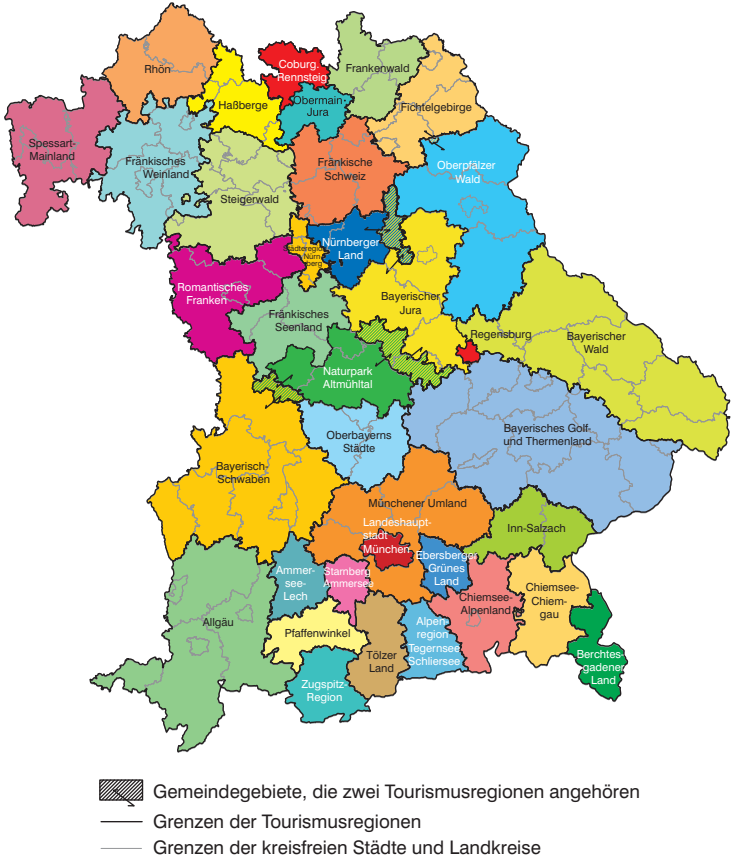 Rhön
Coburg.
Rennsteig
Frankenwald
Haßberge
Obermain-
Jura
Fichtelgebirge
Spessart-
Mainland
Fränkisches
Weinland
Fränkische
Schweiz
Oberpfälzer
Wald
Steigerwald
Städteregion
Nürn-
berg
Nürnberger
Land
Romantisches
Franken
Bayerischer
Jura
Fränkisches
Seenland
Regensburg
Bayerischer
Wald
Naturpark
Altmühltal
Oberbayerns
Städte
Bayerisches Golf-
und Thermenland
Bayerisch-
Schwaben
Münchener Umland
Landeshaupt-
stadt
München
Inn-Salzach
Ebersberger
Grünes
Land
Ammer-
see-
Lech
Starnberg
Ammersee
Chiemsee-
Alpenland
Chiemsee-
Chiem-
gau
Allgäu
Pfaffenwinkel
Tölzer
Land
Alpen-
region
Tegernsee
Schliersee
Berchtes-
gadener
Land
Zugspitz-
Region
Gemeindegebiete, die zwei Tourismusregionen angehören
Grenzen der Tourismusregionen
Grenzen der kreisfreien Städte und Landkreise